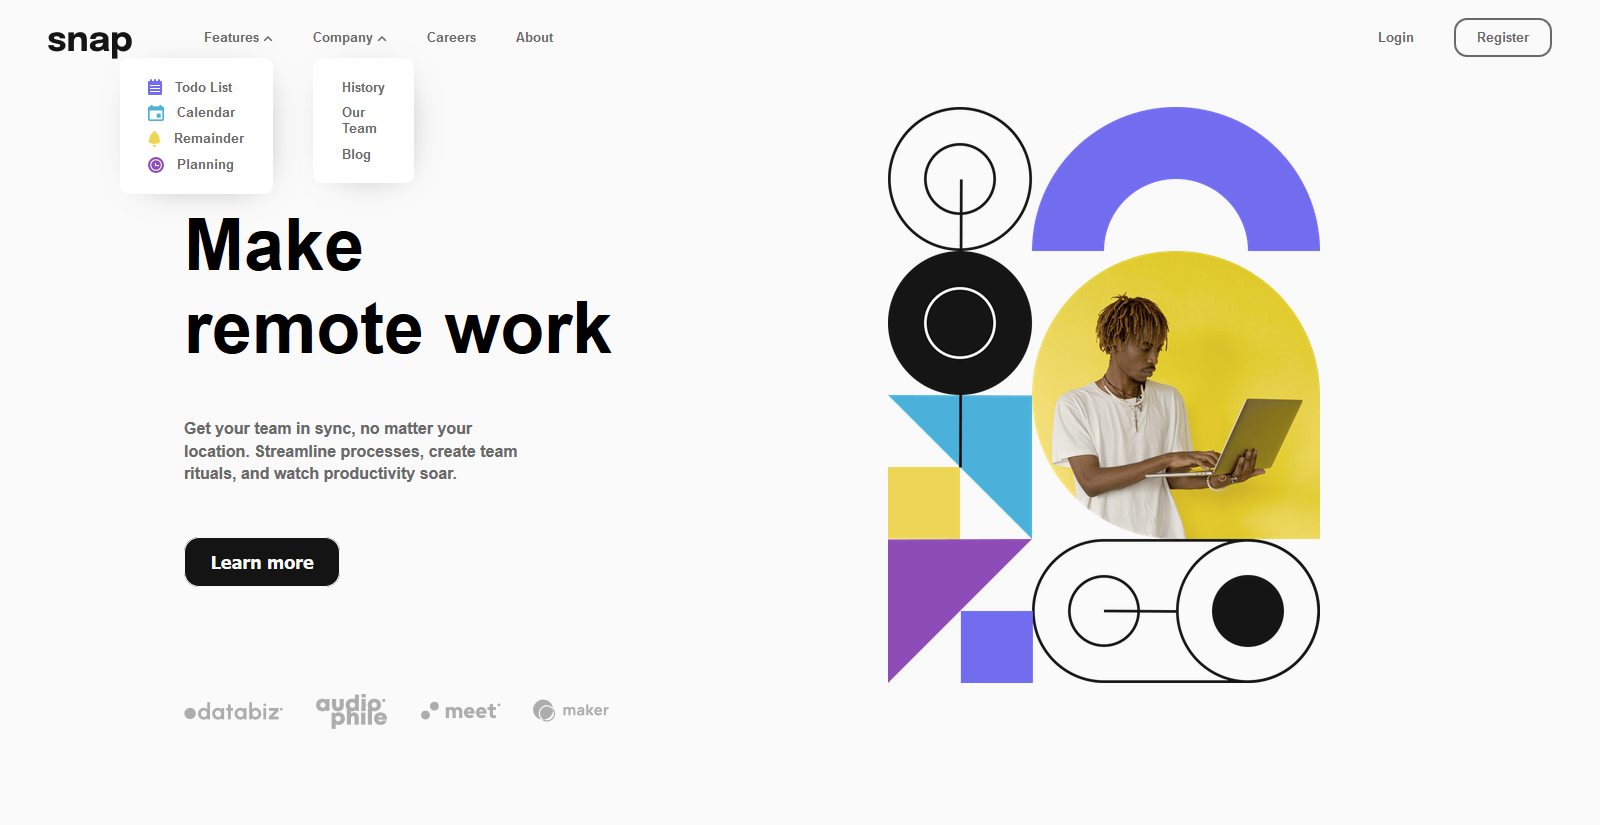 snap
Features
Company
Careers
About
Login
Register
Todo List
Calendar
Remainder
Planning
History
Our
Team
Blog
Make
remote work
Get your team in sync, no matter your
location. Streamline processes, create team
rituals, and watch productivity soar.
Learn more
databiz
audio
phile
meet
maker